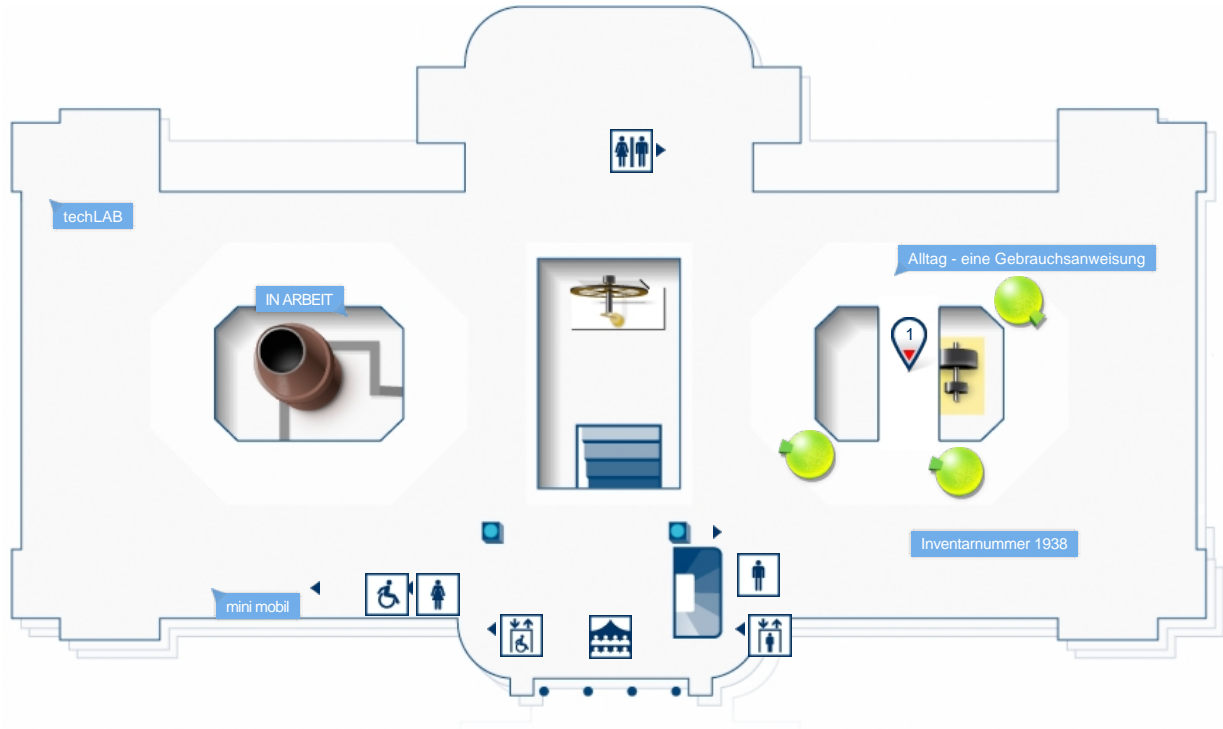 techLAB
Alltag - eine Gebrauchsanweisung
IN ARBEIT
1
Inventarnummer 1938
mini mobil